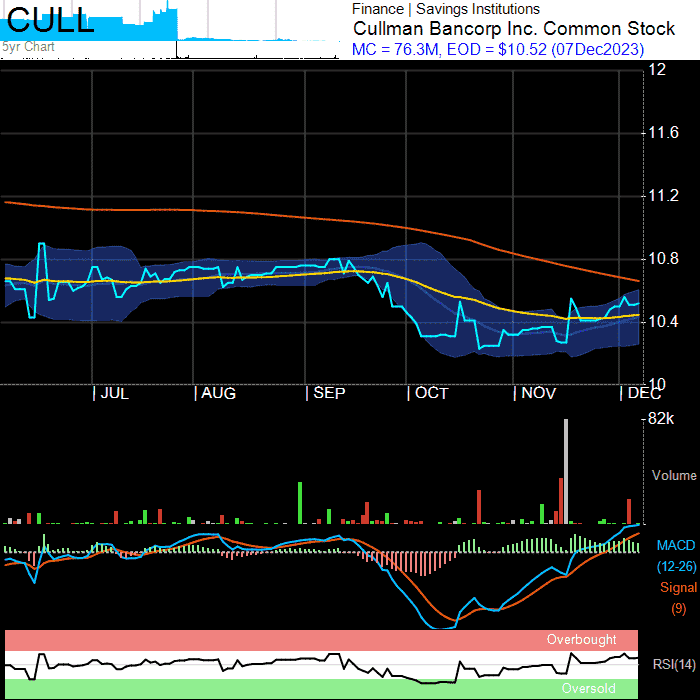 CULL
5yr Chart
Finance | Savings Institutions
Cullman Bancorp Inc. Common Stock
MC = 76.3M, EOD = $10.52 (07Dec2023)
12
11.6
11.2
10.8
10.4
10
JUL AUG SEP OCT NOV DEC
82k
Volume
MACD
(12-26)
Signal
(9)
Overbought
RSI(14)
Oversold